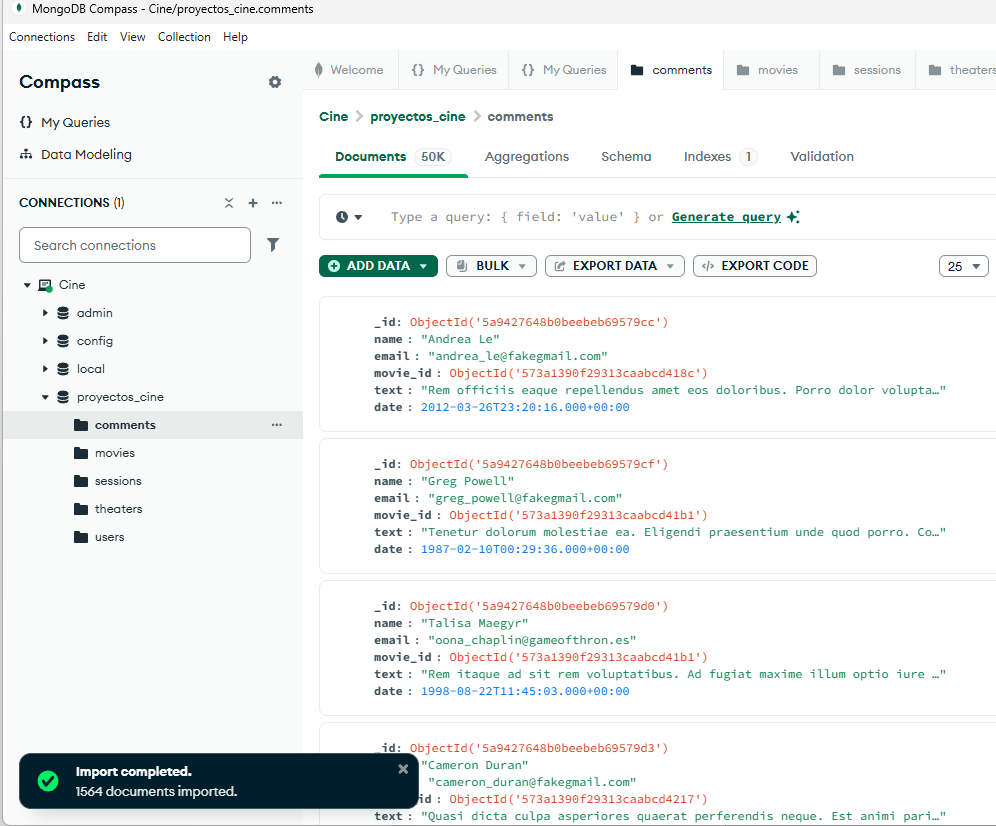 MongoDB Compass - Cine/proyectos_cine.comments
Connections Edit View Collection Help
Compass
My Queries
Data Modeling
CONNECTIONS (1)
Search connections
Cine
admin
config
local
proyectos_cine
comments
movies
sessions
theaters
users
Welcome {} My Queries {} My Queries comments movies sessions theaters
Cine > proyectos_cine > comments
Documents 50K Aggregations Schema Indexes 1 Validation
Type a query: { field: 'value' } or Generate query
ADD DATA BULK EXPORT DATA EXPORT CODE 25
_id: ObjectId('5a9427648b0beebeb69579cc')
name : "Andrea Le"
email : "andrea_le@fakegmail.com"
movie_id : ObjectId('573a1390f29313caabcd418c')
text : "Rem officiis eaque repellendus amet eos doloribus. Porro dolor volupta…"
date : 2012-03-26T23:20:16.000+00:00
_id: ObjectId('5a9427648b0beebeb69579cf')
name : "Greg Powell"
email : "greg_powell@fakegmail.com"
movie_id : ObjectId('573a1390f29313caabcd41b1')
text : "Tenetur dolorum molestiae ea. Eligendi praesentium unde quod porro. Co…"
date : 1987-02-10T00:29:36.000+00:00
_id: ObjectId('5a9427648b0beebeb69579d0')
name : "Talisa Maegyr"
email : "oona_chaplin@gameofthron.es"
movie_id : ObjectId('573a1390f29313caabcd41b1')
text : "Rem itaque ad sit rem voluptatibus. Ad fugiat maxime illum optio iure …"
date : 1998-08-22T11:45:03.000+00:00
_id: ObjectId('5a9427648b0beebeb69579d3')
"Cameron Duran"
"cameron_duran@fakegmail.com"
id : ObjectId('573a1390f29313caabcd4217')
text : "Quasi dicta culpa asperiores quaerat perferendis neque. Est animi pari…"
Import completed.
1564 documents imported.